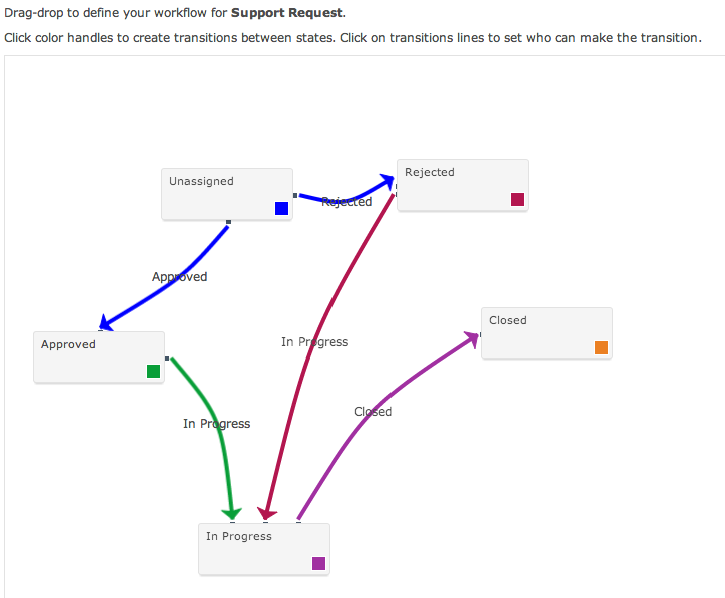 Drag-drop to define your workflow for Support Request.
Click color handles to create transitions between states. Click on transitions lines to set who can make the transition.
Rejected
Unassigned
Rejected
Approved
Closed
Approved
In Progress
Closed
In Progress
In Progress